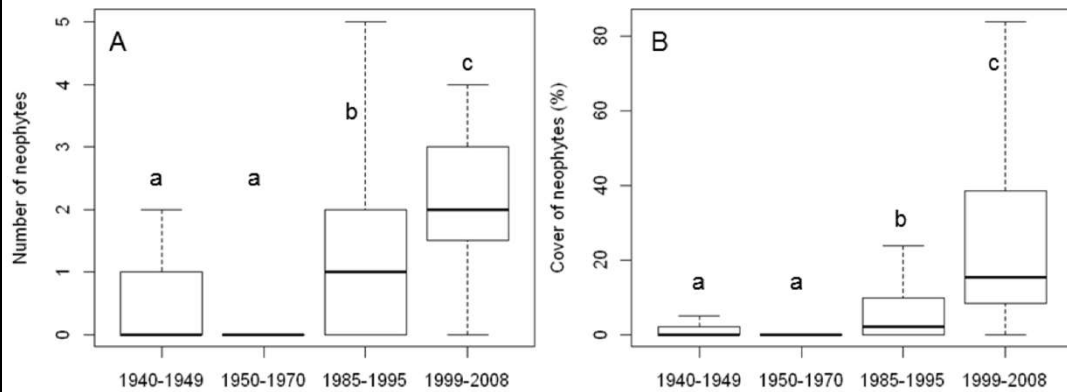 A
Number of neophytes
5
4
3
2
1
0
a
a
b
c
1940-1949 1950-1970 1985-1995 1999-2008
B
Cover of neophytes (%)
80
60
40
20
0
a
a
b
c
1940-1949 1950-1970 1985-1995 1999-2008